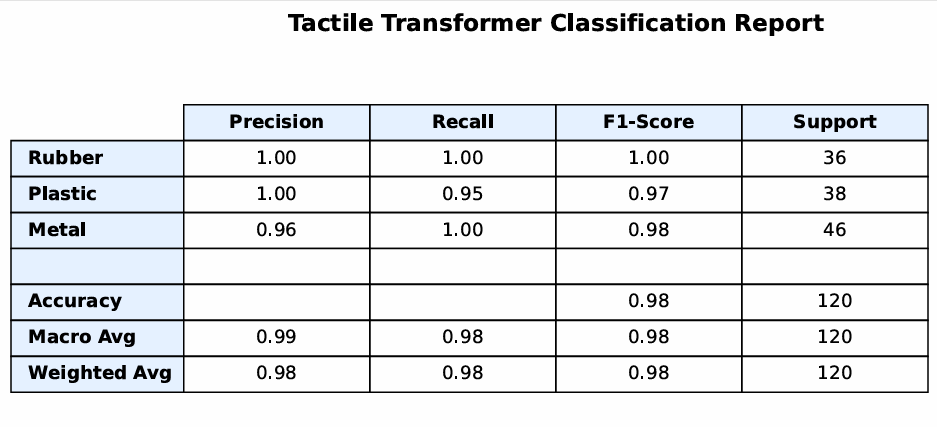 Tactile Transformer Classification Report
Precision Recall F1-Score Support
Rubber 1.00 1.00 1.00 36
Plastic 1.00 0.95 0.97 38
Metal 0.96 1.00 0.98 46
Accuracy 0.98 120
Macro Avg 0.99 0.98 0.98 120
Weighted Avg 0.98 0.98 0.98 120